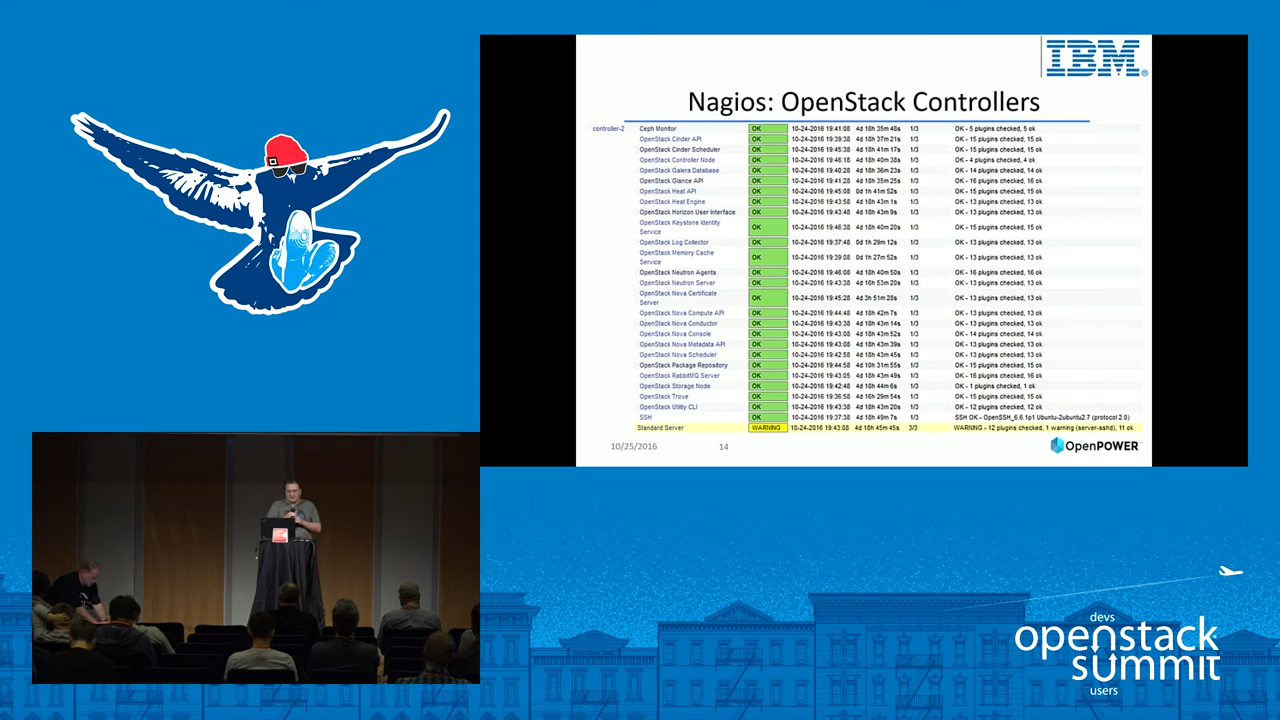 IBM
Nagios: OpenStack Controllers
controller-2 Ceph Monitor OK 10-24-2016 19:41:08 4d 18h 35m 48s 1/3 OK - 5 plugins checked, 5 ok
OpenStack Cinder API OK 10-24-2016 19:39:38 4d 18h 37m 21s 1/3 OK - 15 plugins checked, 15 ok
OpenStack Cinder Scheduler OK 10-24-2016 19:45:38 4d 18h 41m 17s 1/3 OK - 15 plugins checked, 15 ok
OpenStack Controller Node OK 10-24-2016 19:46:18 4d 18h 40m 38s 1/3 OK - 4 plugins checked, 4 ok
OpenStack Galera Database OK 10-24-2016 19:40:28 4d 18h 36m 23s 1/3 OK - 14 plugins checked, 14 ok
OpenStack Glance API OK 10-24-2016 19:41:28 4d 18h 35m 25s 1/3 OK - 16 plugins checked, 16 ok
OpenStack Heat API OK 10-24-2016 19:45:08 0d 1h 41m 52s 1/3 OK - 15 plugins checked, 15 ok
OpenStack Heat Engine OK 10-24-2016 19:43:58 4d 18h 43m 1s 1/3 OK - 13 plugins checked, 13 ok
OpenStack Horizon User Interface OK 10-24-2016 19:43:48 4d 18h 43m 9s 1/3 OK - 13 plugins checked, 13 ok
OpenStack Keystone Identity
Service OK 10-24-2016 19:46:38 4d 18h 40m 20s 1/3 OK - 15 plugins checked, 15 ok
OpenStack Log Collector OK 10-24-2016 19:37:48 0d 1h 29m 12s 1/3 OK - 13 plugins checked, 13 ok
OpenStack Memory Cache
Service OK 10-24-2016 19:39:08 0d 1h 27m 52s 1/3 OK - 13 plugins checked, 13 ok
OpenStack Neutron Agents OK 10-24-2016 19:46:08 4d 18h 40m 50s 1/3 OK - 16 plugins checked, 16 ok
OpenStack Neutron Server OK 10-24-2016 19:43:38 4d 16h 53m 20s 1/3 OK - 13 plugins checked, 13 ok
OpenStack Nova Certificate
Server OK 10-24-2016 19:45:28 4d 3h 51m 28s 1/3 OK - 13 plugins checked, 13 ok
OpenStack Nova Compute API OK 10-24-2016 19:44:48 4d 18h 42m 7s 1/3 OK - 13 plugins checked, 13 ok
OpenStack Nova Conductor OK 10-24-2016 19:43:38 4d 18h 43m 14s 1/3 OK - 13 plugins checked, 13 ok
OpenStack Nova Console OK 10-24-2016 19:43:08 4d 18h 43m 52s 1/3 OK - 14 plugins checked, 14 ok
OpenStack Nova Metadata API OK 10-24-2016 19:43:08 4d 18h 43m 39s 1/3 OK - 13 plugins checked, 13 ok
OpenStack Nova Scheduler OK 10-24-2016 19:42:58 4d 18h 43m 45s 1/3 OK - 13 plugins checked, 13 ok
OpenStack Package Repository OK 10-24-2016 19:44:58 4d 10h 31m 55s 1/3 OK - 15 plugins checked, 15 ok
OpenStack RabbitMQ Server OK 10-24-2016 19:43:05 4d 18h 43m 49s 1/3 OK - 16 plugins checked, 16 ok
OpenStack Storage Node OK 10-24-2016 19:42:48 4d 18h 44m 6s 1/3 OK - 1 plugins checked, 1 ok
OpenStack Trove OK 10-24-2016 19:36:58 4d 16h 29m 54s 1/3 OK - 15 plugins checked, 15 ok
OpenStack Utility CLI OK 10-24-2016 19:43:38 4d 18h 43m 20s 1/3 OK - 12 plugins checked, 12 ok
SSH OK 10-24-2016 19:37:38 4d 18h 49m 7s 1/3 SSH OK - OpenSSH_6.6.1p1 Ubuntu-2ubuntu2.7 (protocol 2.0)
Standard Server WARNING 10-24-2016 19:43:08 4d 18h 45m 45s 3/3 WARNING - 12 plugins checked, 1 warning (server-sshd), 11 ok
10/25/2016 14 OpenPOWER
devs
openstack
summit
users